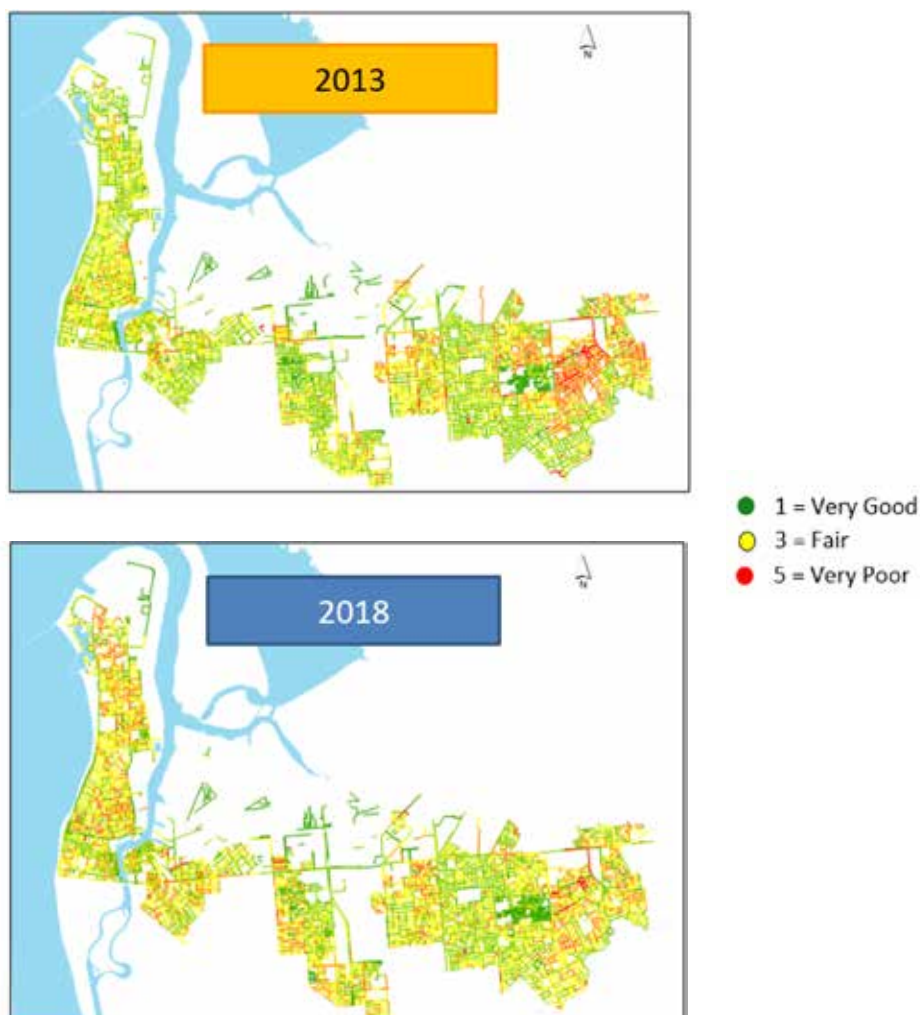 2013
N
1 = Very Good
3 = Fair
5 = Very Poor
2018
N